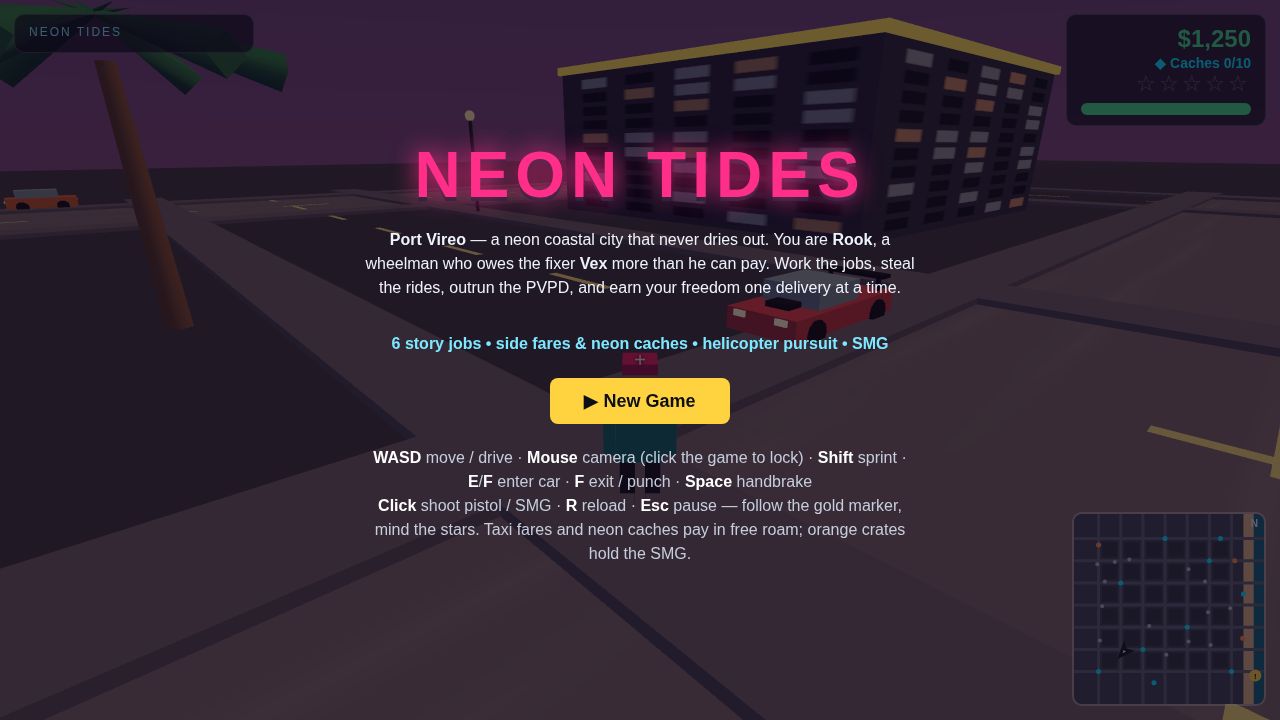 NEON TIDES
$1,250
◆ Caches 0/10
☆☆☆☆☆
NEON TIDES
Port Vireo — a neon coastal city that never dries out. You are Rook, a
wheelman who owes the fixer Vex more than he can pay. Work the jobs, steal
the rides, outrun the PVPD, and earn your freedom one delivery at a time.
6 story jobs • side fares & neon caches • helicopter pursuit • SMG
▶ New Game
WASD move / drive · Mouse camera (click the game to lock) · Shift sprint ·
E/F enter car · F exit / punch · Space handbrake
Click shoot pistol / SMG · R reload · Esc pause — follow the gold marker,
mind the stars. Taxi fares and neon caches pay in free roam; orange crates
hold the SMG.
N
!